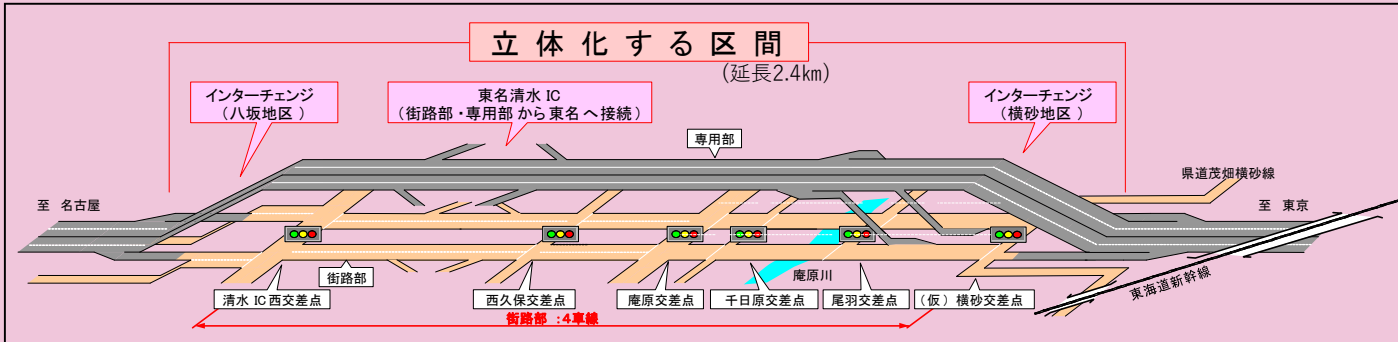 立体化する区間
(延長2.4km)
インターチェンジ
(八坂地区)
東名清水 IC
(街路部・専用部から東名へ接続)
インターチェンジ
(横砂地区)
専用部
県道茂畑横砂線
至 名古屋
至 東京
街路部
庵原川
東海道新幹線
清水 IC 西交差点
西久保交差点
庵原交差点
千日原交差点
尾羽交差点
(仮) 横砂交差点
街路部 :4車線